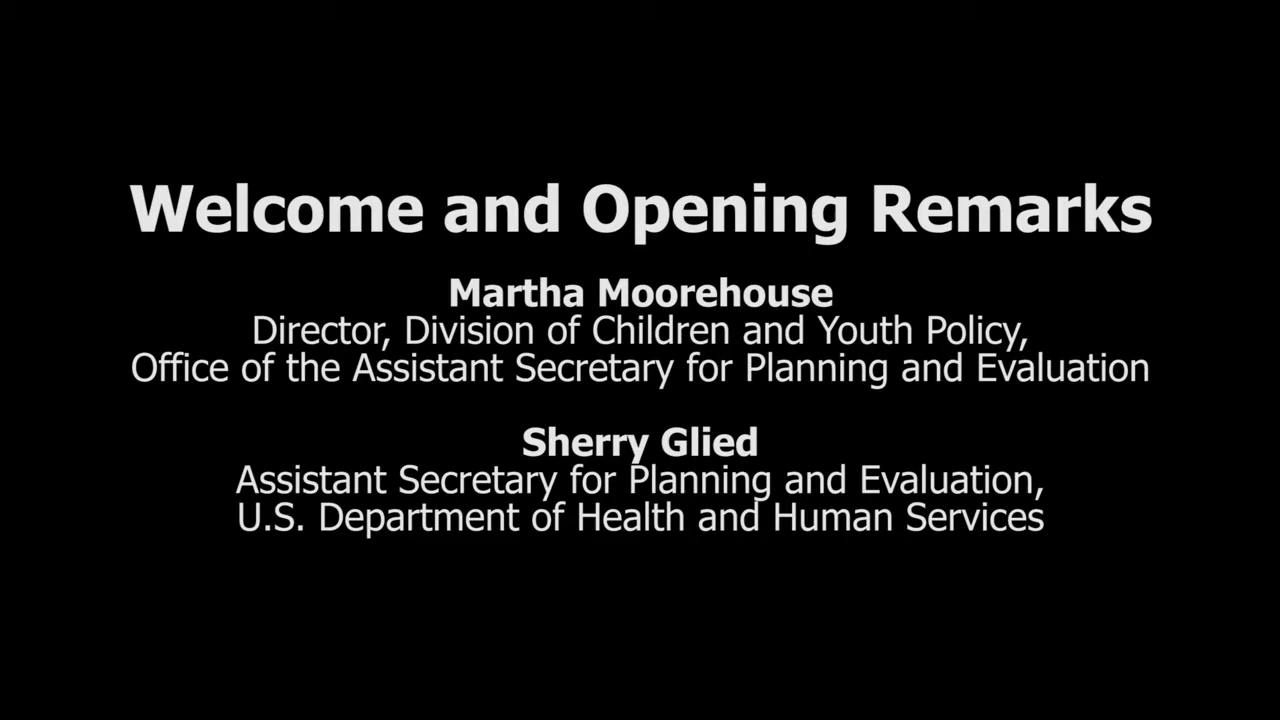 Welcome and Opening Remarks
Martha Moorehouse
Director, Division of Children and Youth Policy,
Office of the Assistant Secretary for Planning and Evaluation
Sherry Glied
Assistant Secretary for Planning and Evaluation,
U.S. Department of Health and Human Services